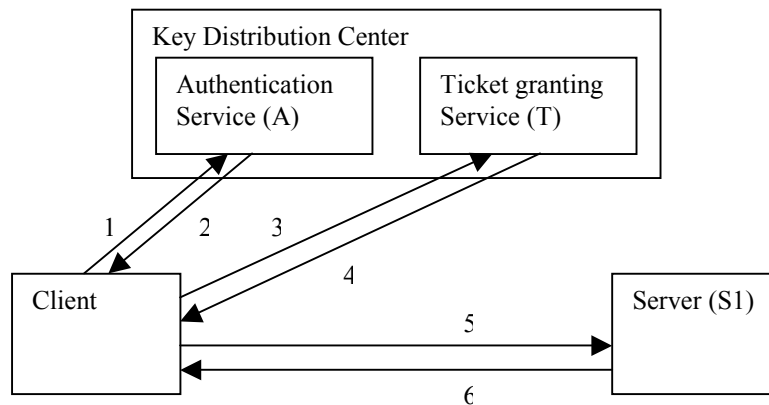 Key Distribution Center
Authentication
Service (A)
Ticket granting
Service (T)
1
2
3
4
Client
Server (S1)
5
6